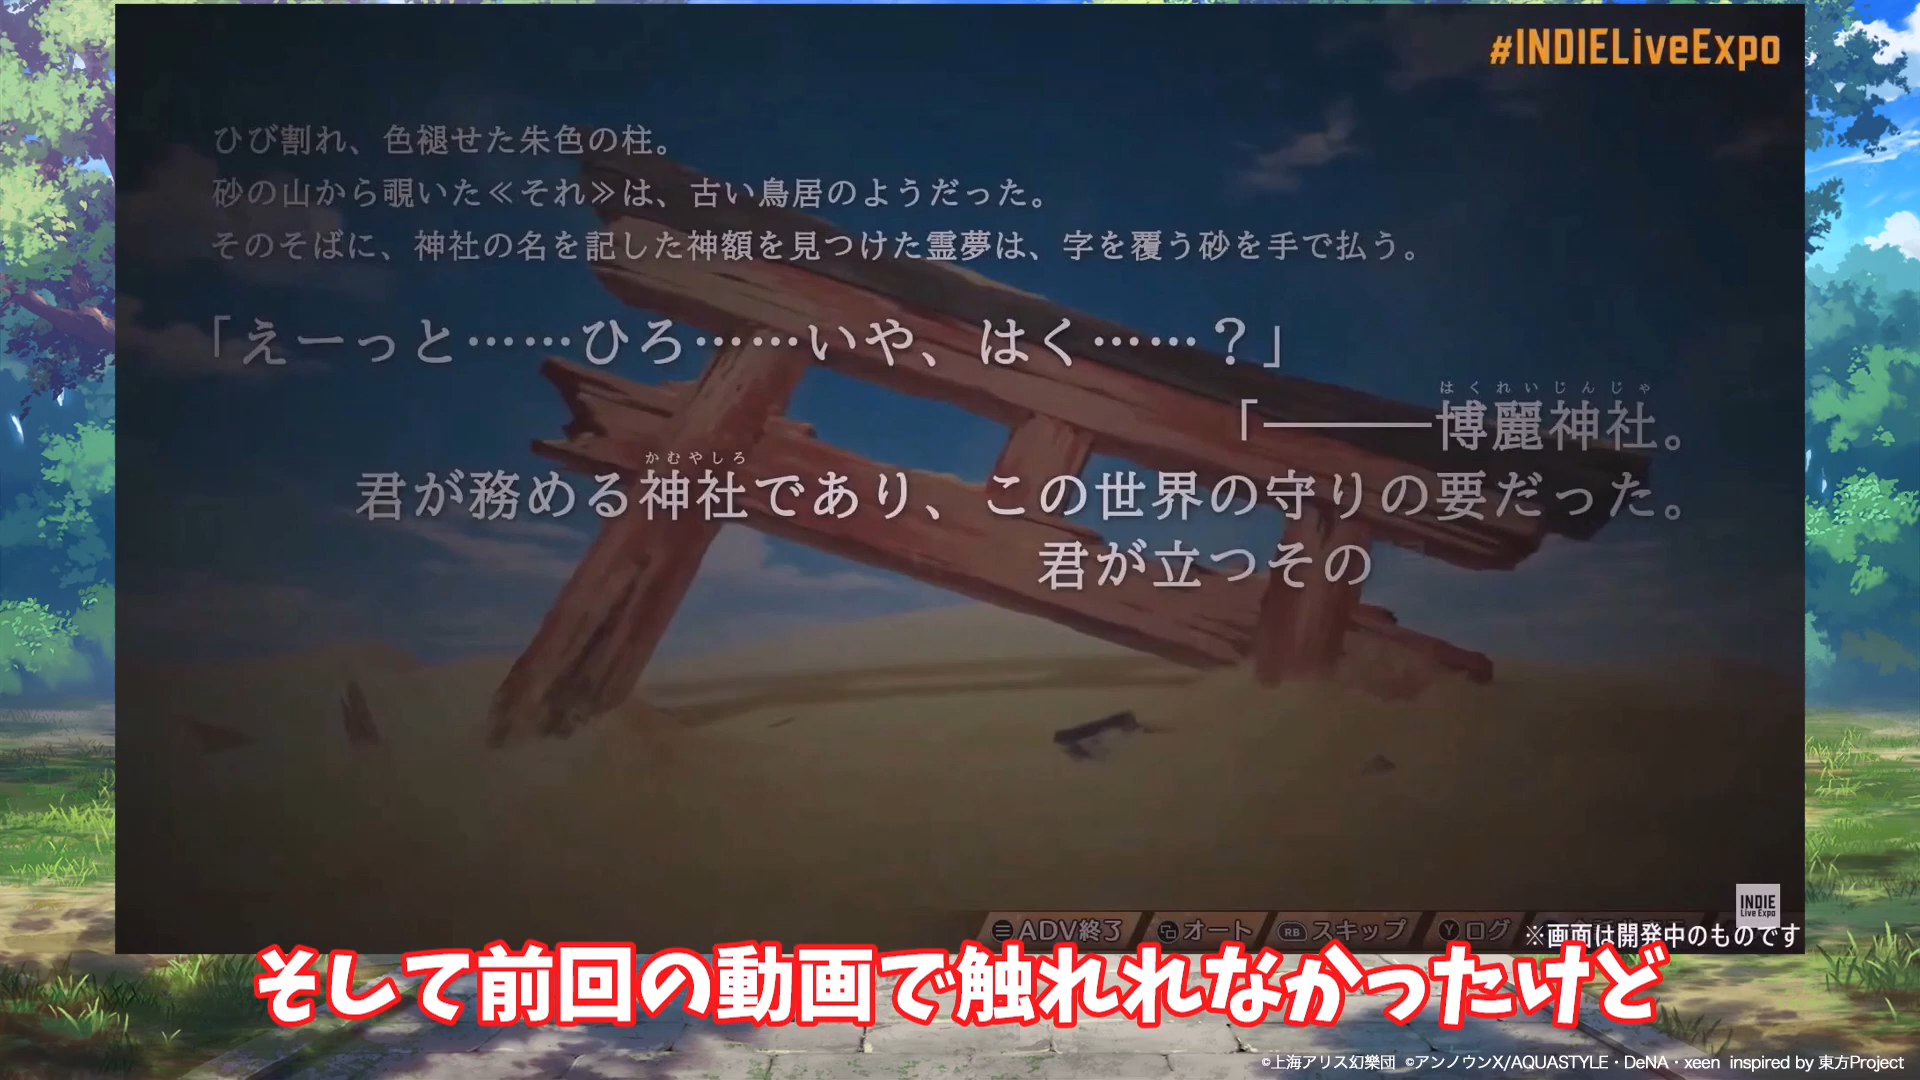 #INDIELiveExpo
ひび割れ、色褪せた朱色の柱。
砂の山から覗いた≪それ≫は、古い鳥居のようだった。
そのそばに、神社の名を記した神額を見つけた霊夢は、字を覆う砂を手で払う。
「えーっと……ひろ……いや、はく……？」
はくれいじんじゃ
「―――博麗神社。
かむやしろ
君が務める神社であり、この世界の守りの要だった。
君が立つその
INDIE
Live Expo
ADV終了 オート RB スキップ Y ログ
※画面は開発中のものです
そして前回の動画で触れれなかったけど
©上海アリス幻樂団 ©アンノウンX/AQUASTYLE・DeNA・xeen inspired by 東方Project